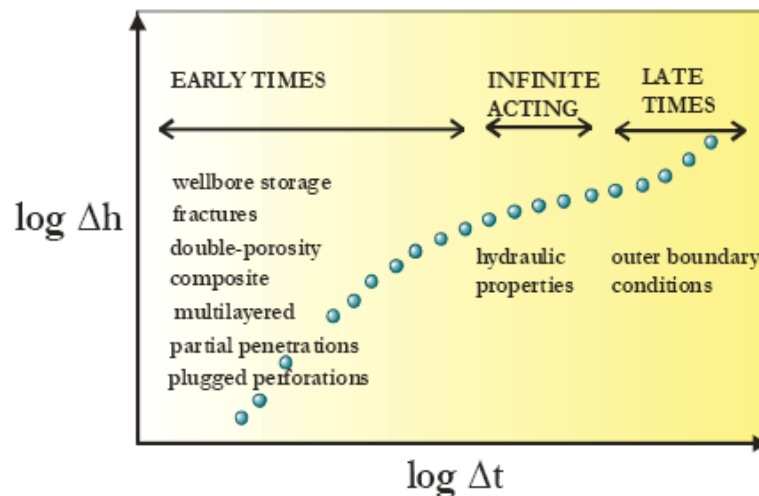 EARLY TIMES
INFINITE
ACTING
LATE
TIMES
wellbore storage
fractures
double-porosity
composite
multilayered
partial penetrations
plugged perforations
hydraulic
properties
outer boundary
conditions
log Δh
log Δt